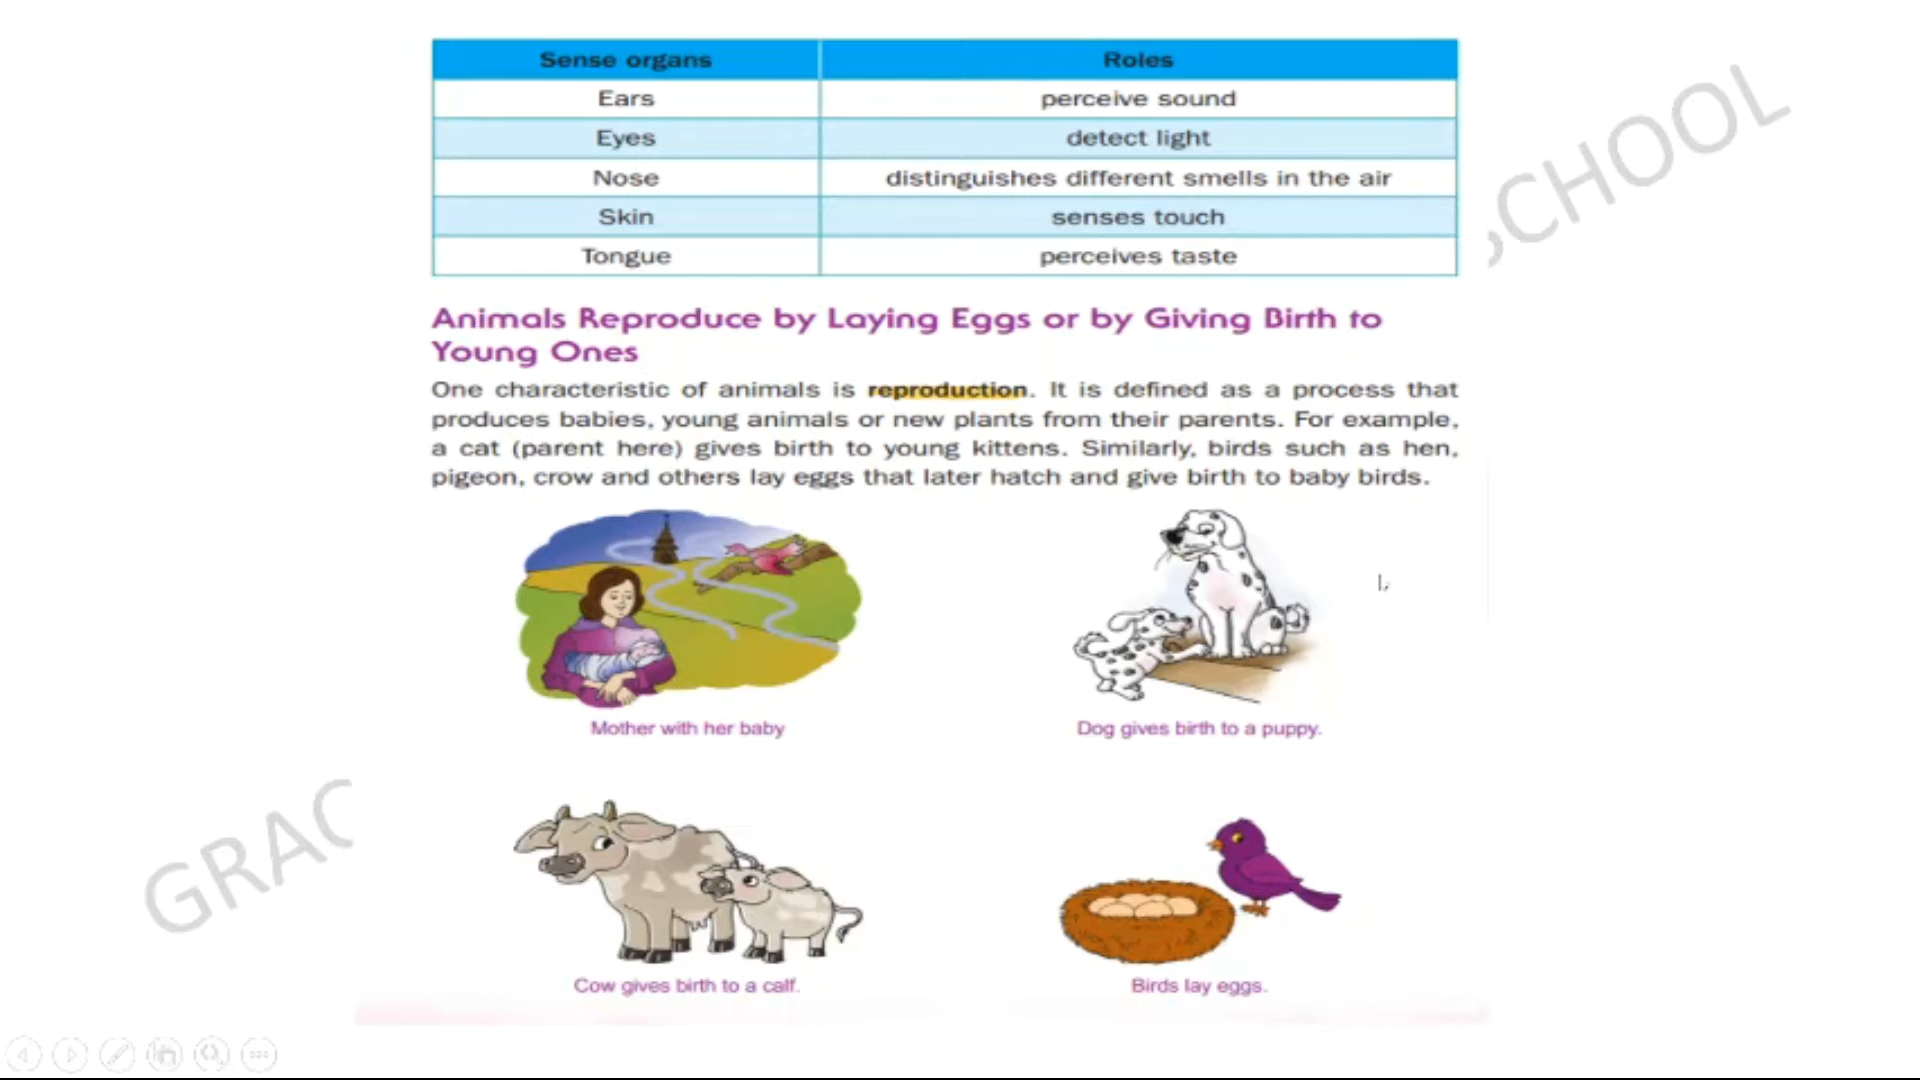 Sense organs Roles
Ears perceive sound
Eyes detect light
Nose distinguishes different smells in the air
Skin senses touch
Tongue perceives taste
SCHOOL
Animals Reproduce by Laying Eggs or by Giving Birth to
Young Ones
One characteristic of animals is reproduction. It is defined as a process that
produces babies, young animals or new plants from their parents. For example,
a cat (parent here) gives birth to young kittens. Similarly, birds such as hen,
pigeon, crow and others lay eggs that later hatch and give birth to baby birds.
Mother with her baby
Dog gives birth to a puppy.
GRAC
Cow gives birth to a calf.
Birds lay eggs.